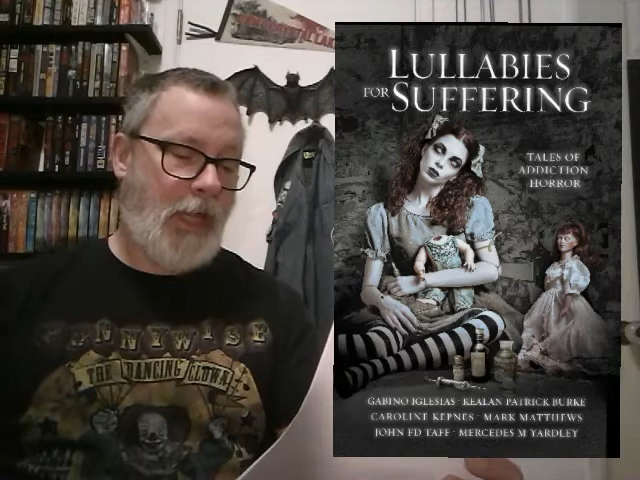 LULLABIES
FOR SUFFERING
TALES OF
ADDICTION
HORROR
GABINO IGLESIAS · KEALAN PATRICK BURKE
CAROLINE KEPNES · MARK MATTHEWS
JOHN FD TAFF · MERCEDES M YARDLEY
PENNYWISE
THE DANCING CLOWN